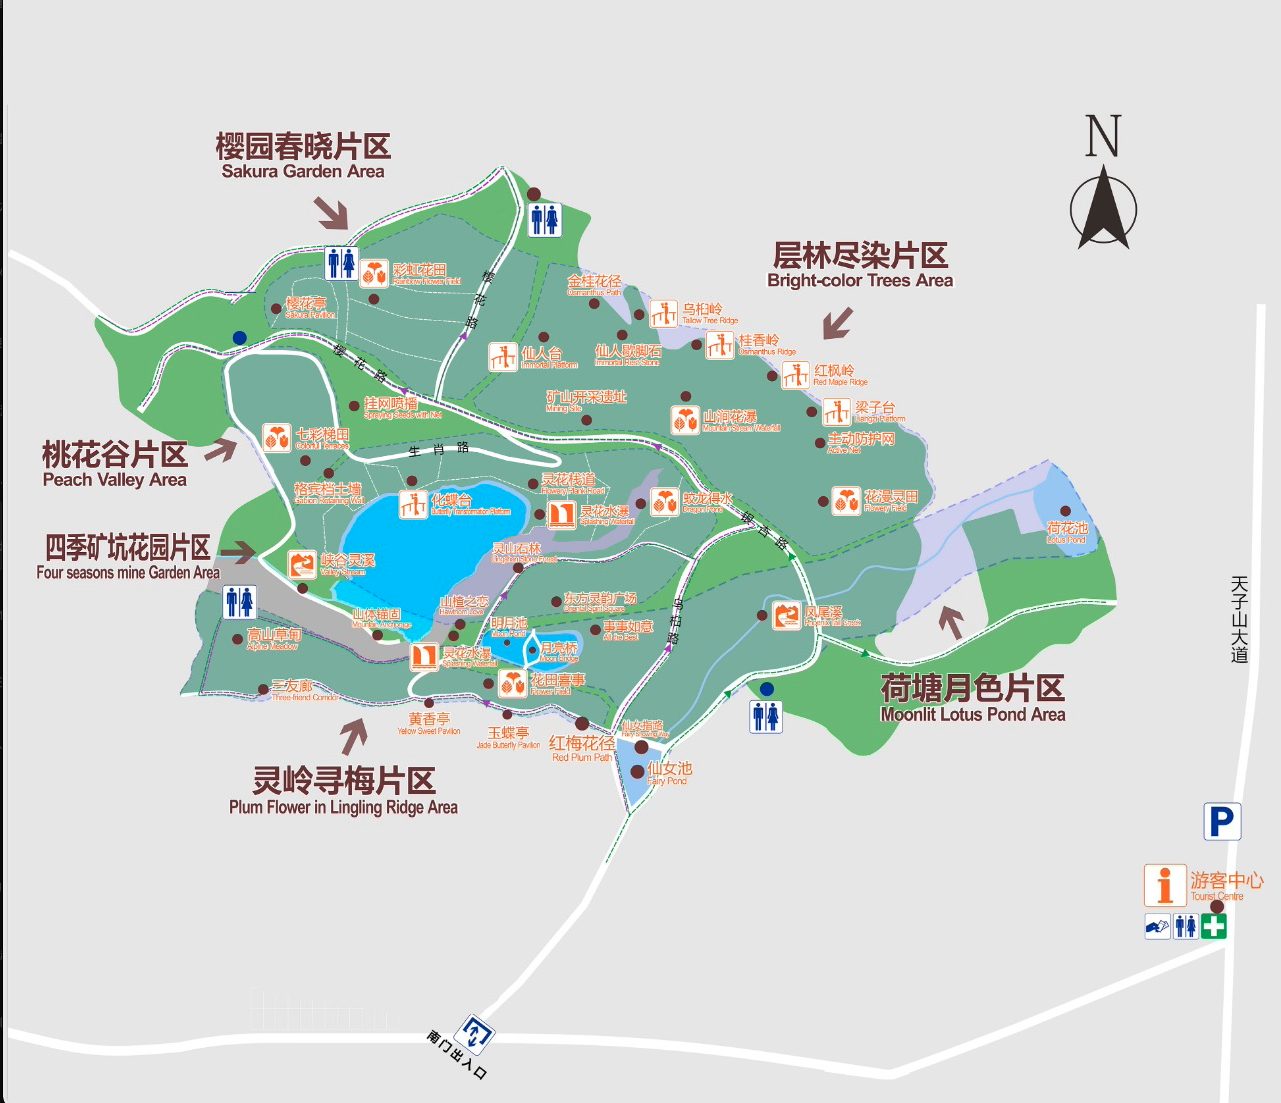 N
樱园春晓片区
Sakura Garden Area
层林尽染片区
Bright-color Trees Area
彩虹花田
Rainbow Flower Field
樱花亭
Sakura Pavilion
樱花路
金桂花径
Osmanthus Path
乌桕岭
Tallow Tree Ridge
仙人台
Immortal Platform
仙人歇脚石
Immortal Rest Stone
桂香岭
Osmanthus Ridge
红枫岭
Red Maple Ridge
樱花路
挂网喷播
Spraying Seeds with Net
矿山开采遗址
Mining Site
山涧花瀑
Mountain Stream Waterfall
梁子台
Liangzi Platform
主动防护网
Active Net
桃花谷片区
Peach Valley Area
七彩梯田
Colorful Terraces
生肖路
格宾挡土墙
Gabion Retaining Wall
化蝶台
Butterfly Transformation Platform
灵花栈道
Flowery Plank Road
灵花水瀑
Splashing Waterfall
蛟龙得水
Dragon Pond
花漫灵田
Flowery Field
银杏路
荷花池
Lotus Pond
四季矿坑花园片区
Four seasons mine Garden Area
峡谷灵溪
Valley Stream
灵山石林
山体锚固
Mountain Anchorage
山楂之恋
Hawthorn Love
东方灵韵广场
Oriental Spirit Square
乌桕路
凤尾溪
Phoenix Tail Creek
天子山大道
高山草甸
Alpine Meadow
明月池
Moon Pond
事事如意
All the Best
灵花水瀑
Splashing Waterfall
月亮桥
Moon Bridge
三友廊
Three-friend Corridor
花田喜事
Flower Field
荷塘月色片区
Moonlit Lotus Pond Area
黄香亭
Yellow Sweet Pavilion
玉蝶亭
Jade Butterfly Pavilion
红梅花径
Red Plum Path
仙女指路
Fairy Showing Way
仙女池
Fairy Pond
灵岭寻梅片区
Plum Flower in Lingling Ridge Area
P
i
游客中心
Tourist Centre
南门出入口